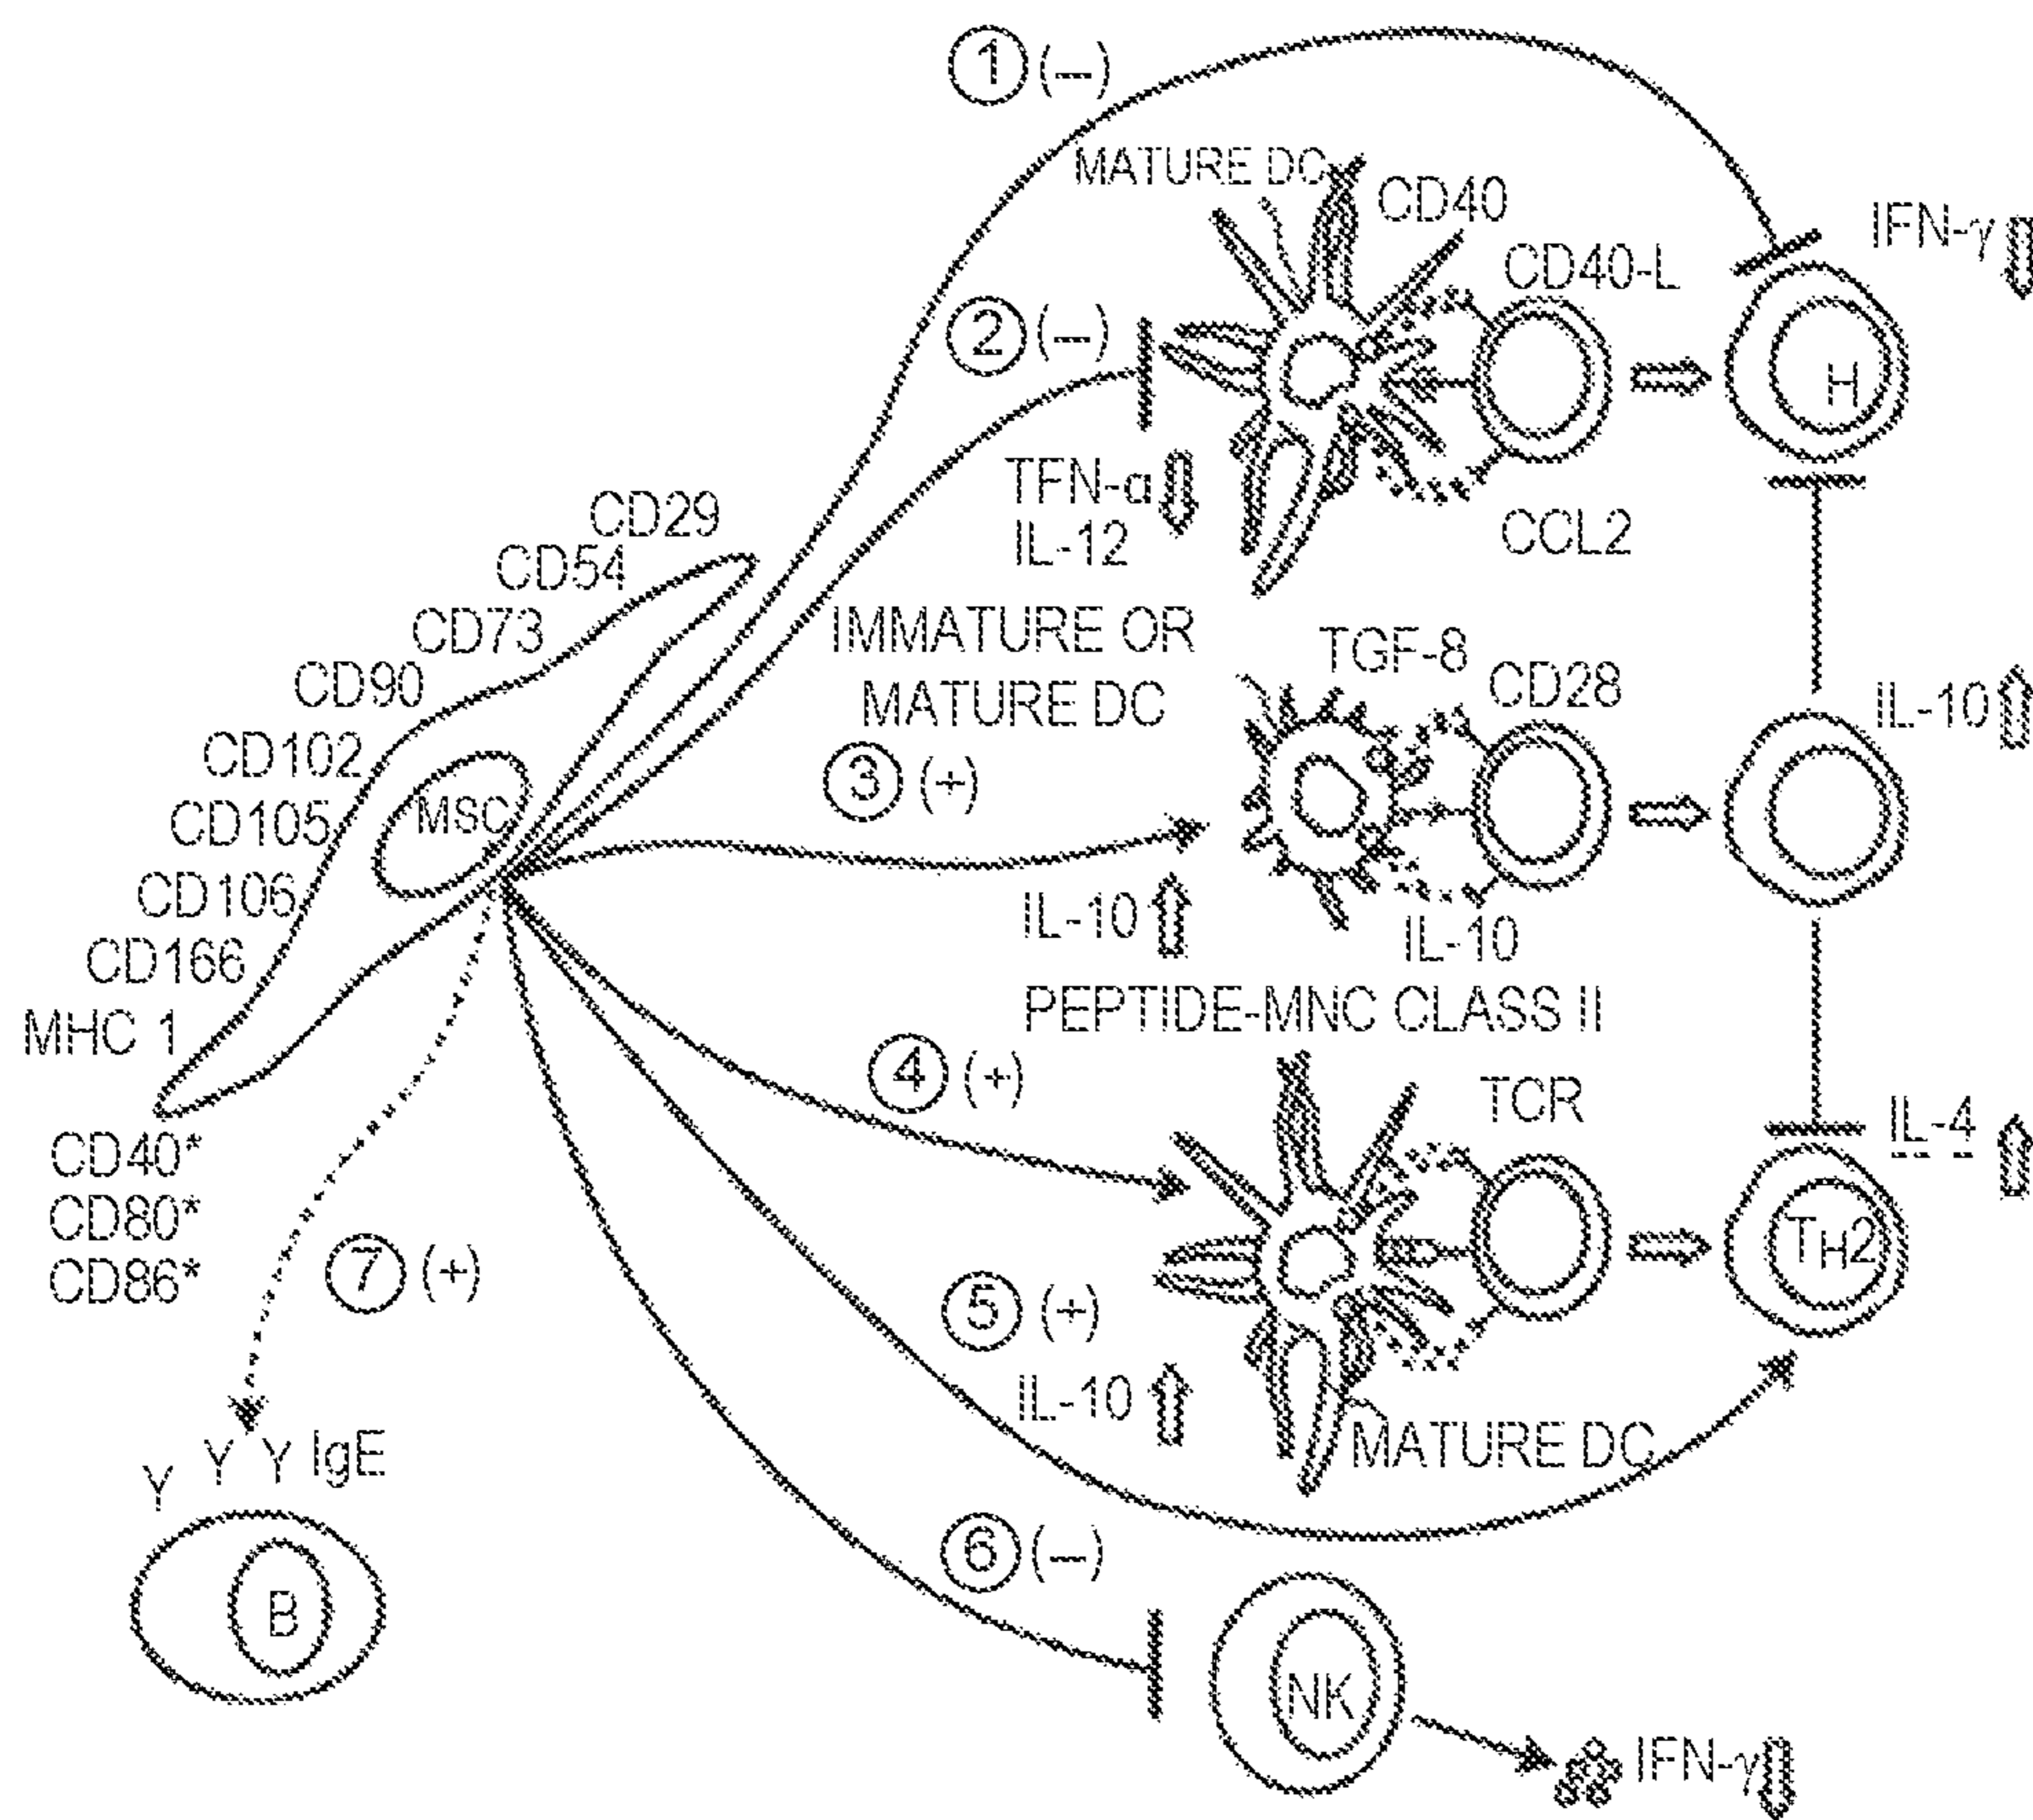 ① (–)
MATURE DC
CD40
IFN-γ
CD40-L
② (–)
H
TFN-α
IL-12
CCL2
CD29
CD54
CD73
CD90
CD102
CD105
CD106
CD166
MHC 1
MSC
CD40*
CD80*
CD86*
IMMATURE OR
MATURE DC
TGF-8
CD28
IL-10
③ (+)
IL-10
IL-10
PEPTIDE-MNC CLASS II
④ (+)
TCR
IL-4
TH2
⑤ (+)
IL-10
MATURE DC
⑦ (+)
Y Y Y IgE
B
⑥ (–)
NK
IFN-γ